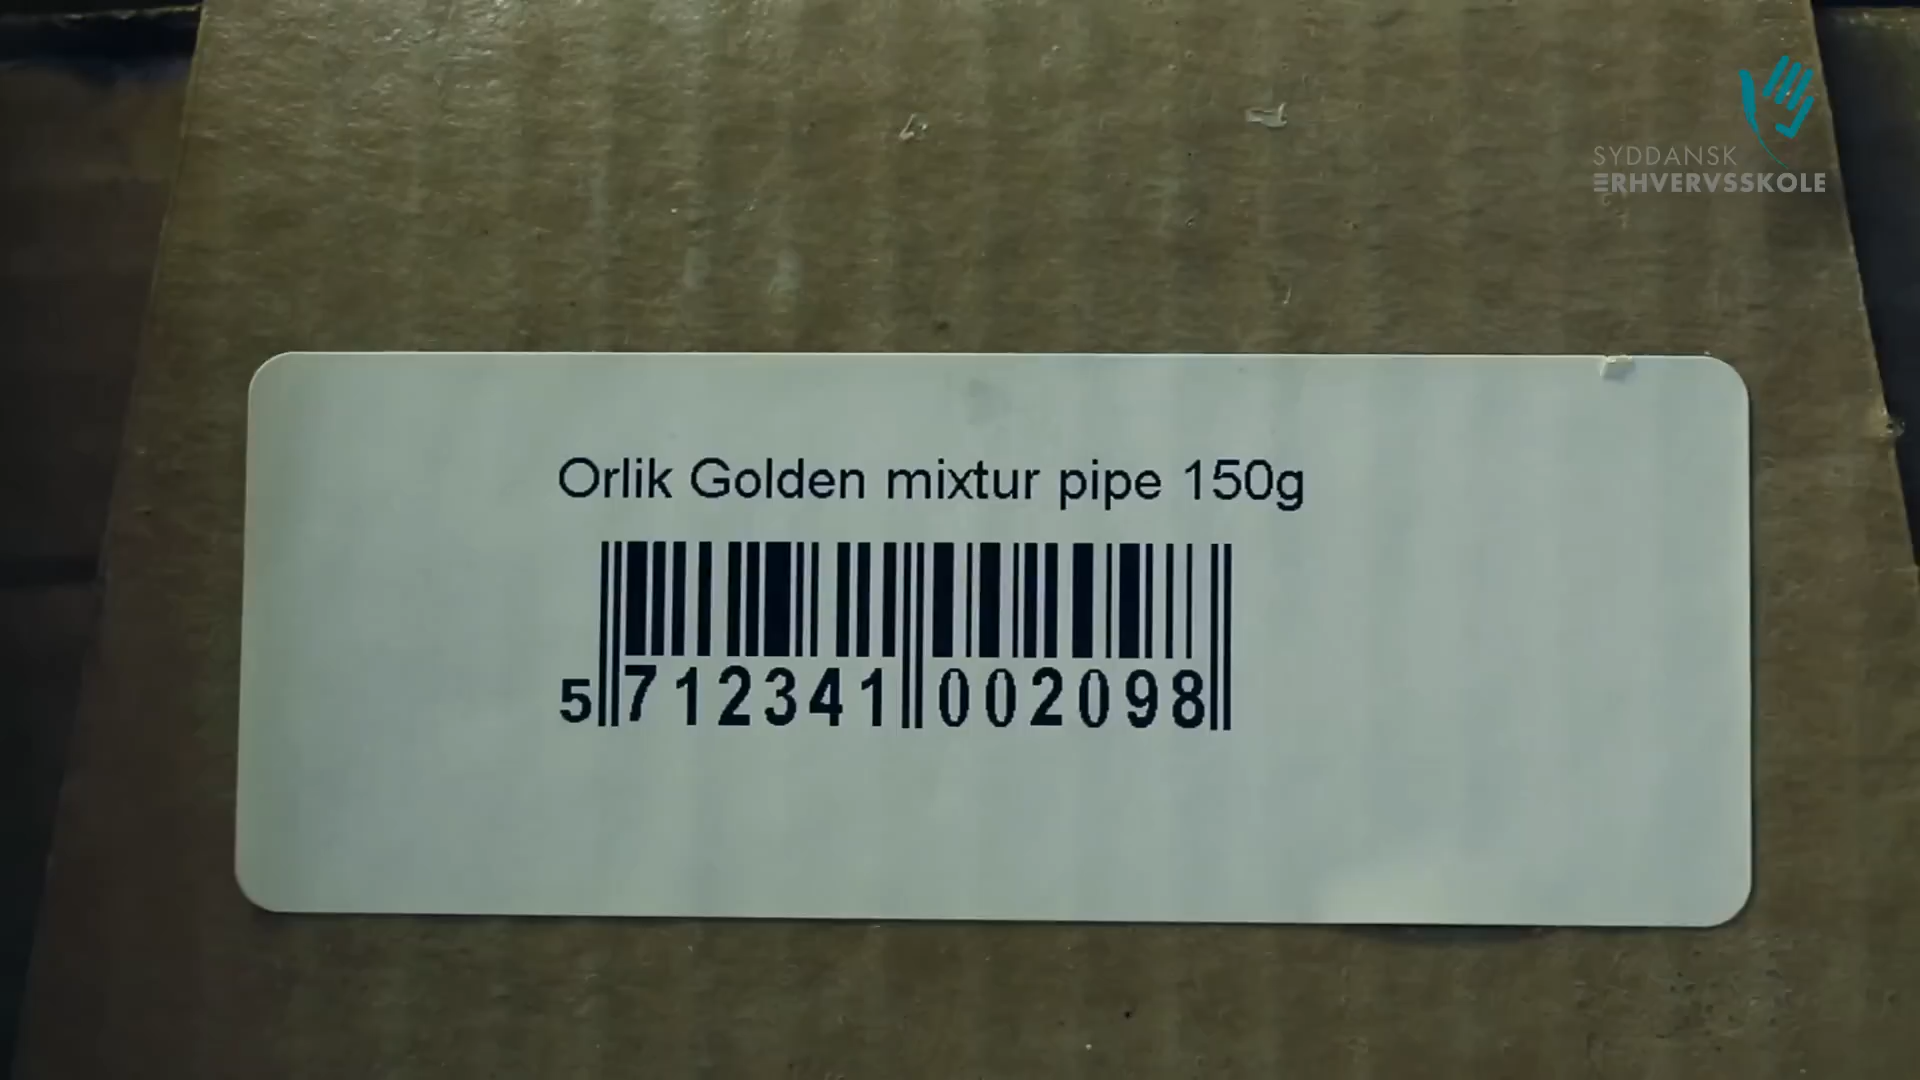 SYDDANSK
ERHVERVSSKOLE
Orlik Golden mixtur pipe 150g
5 712341 002098